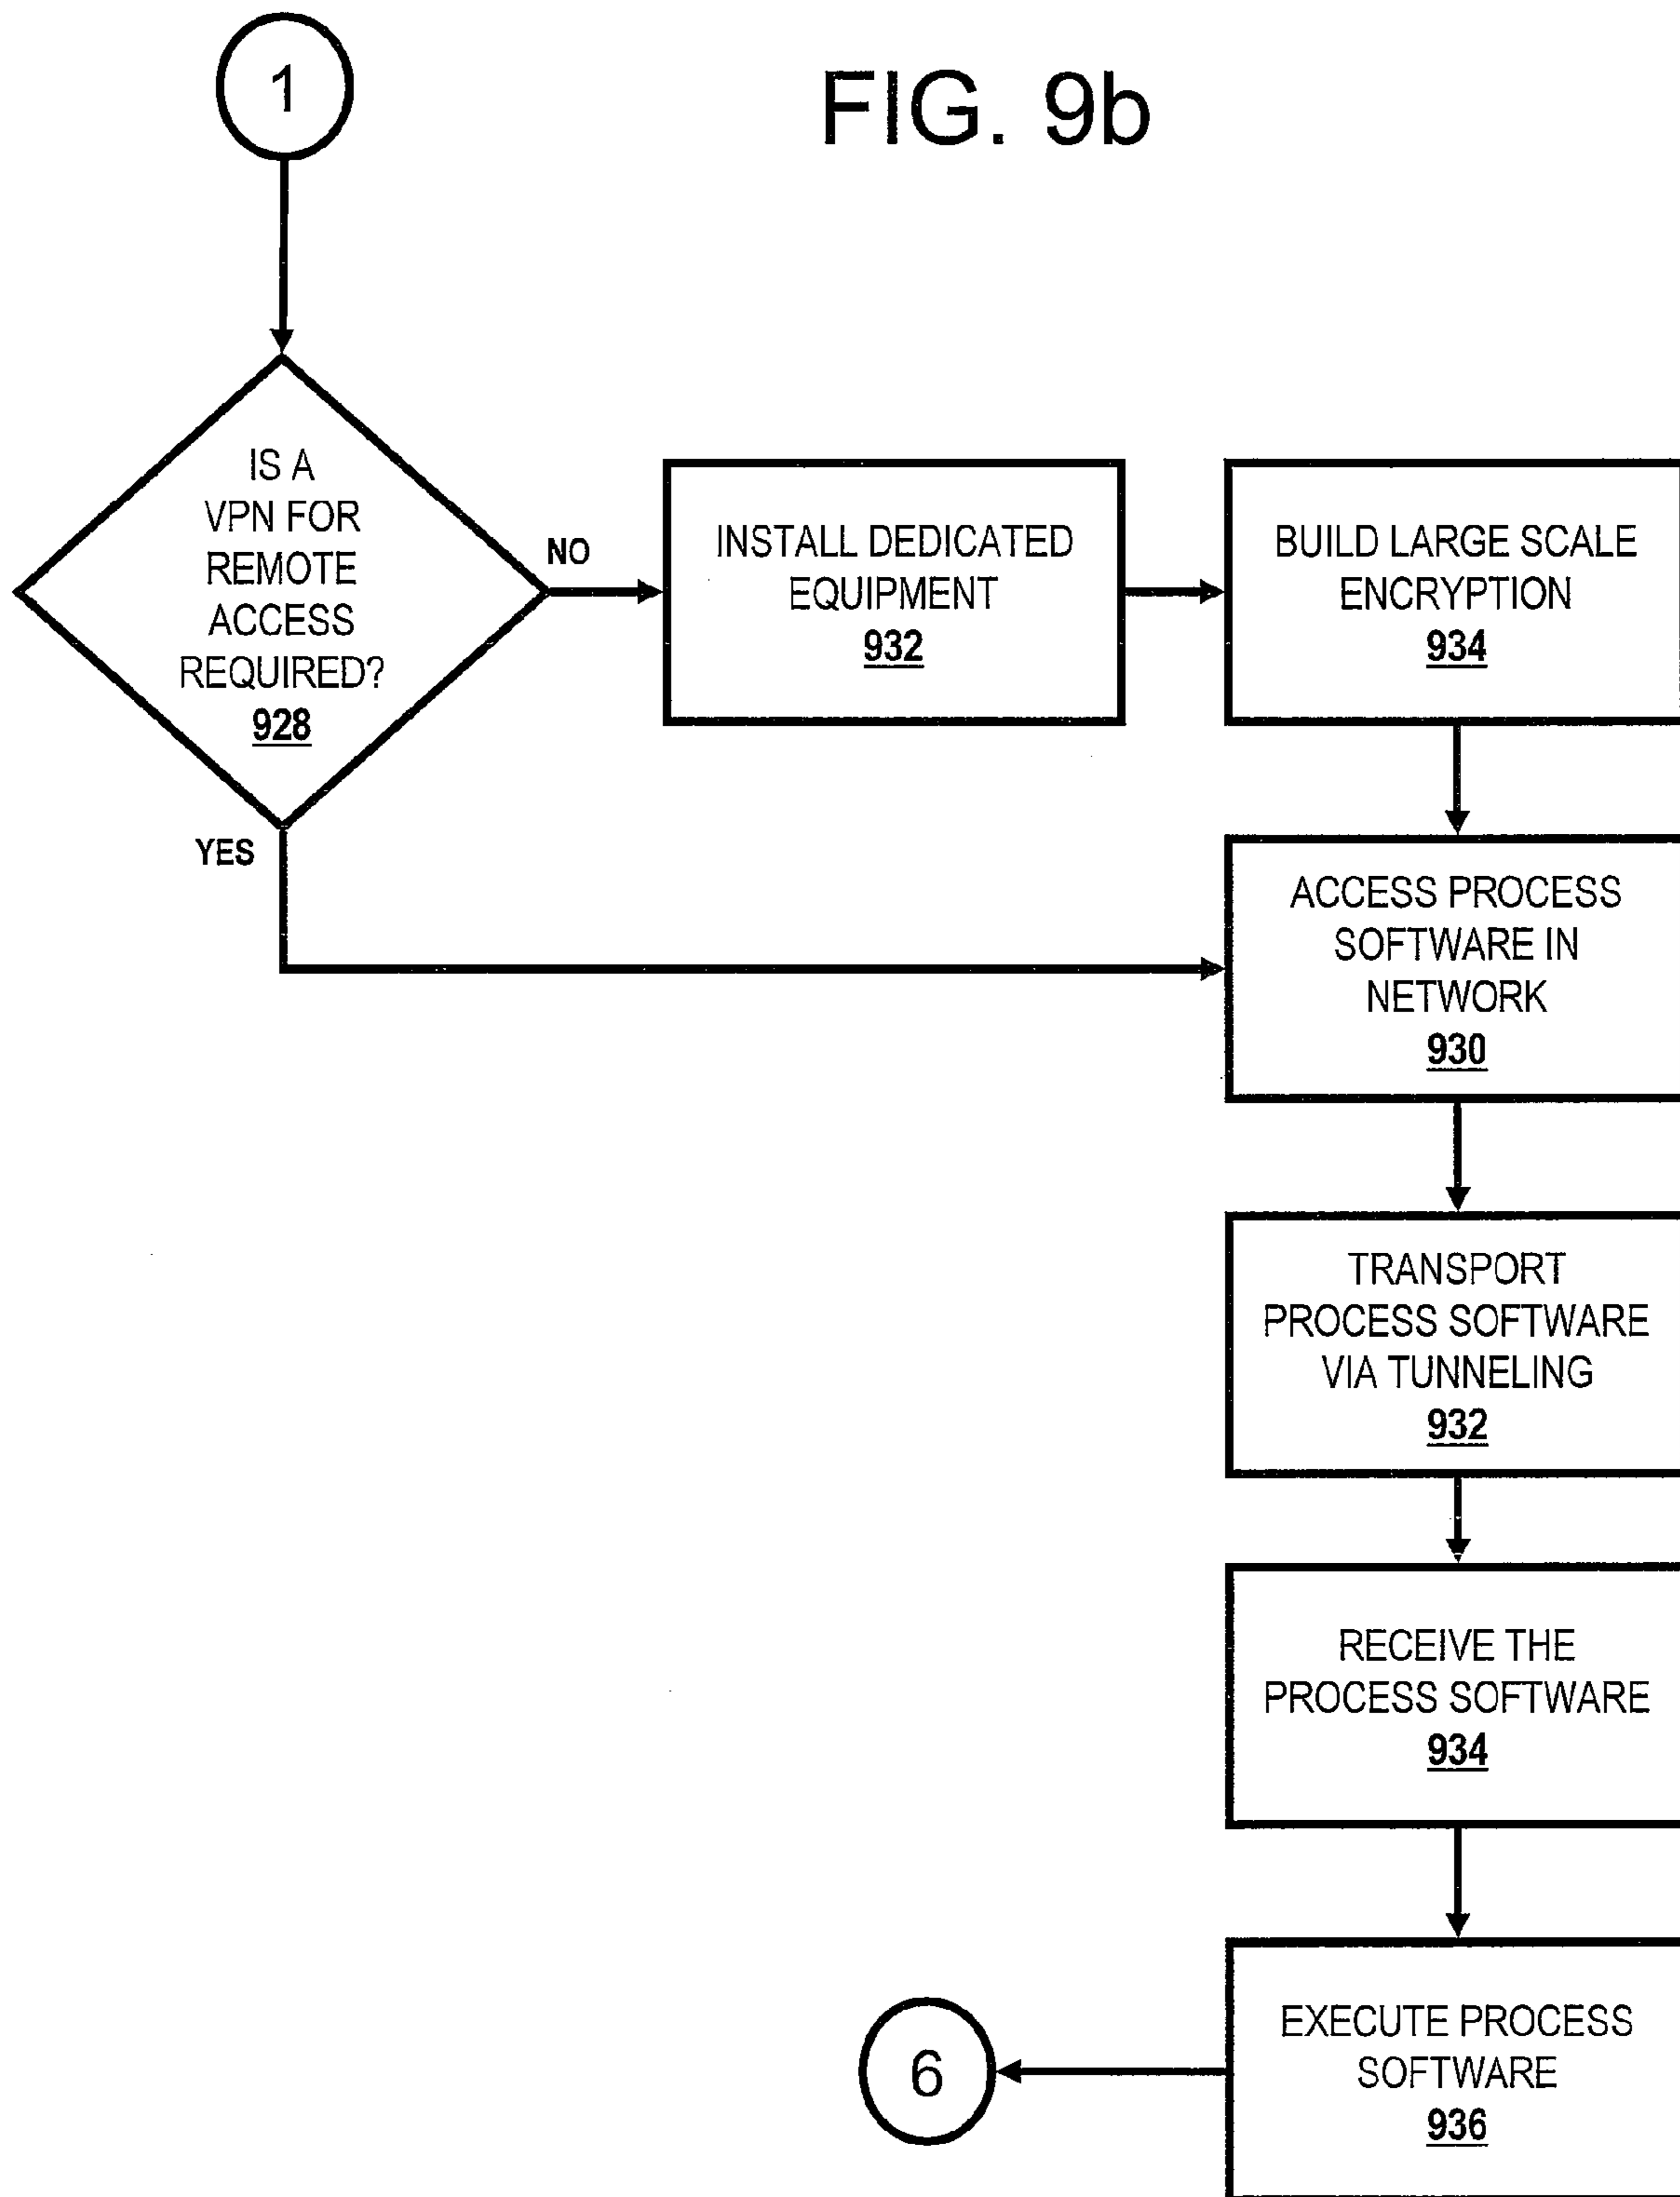 1
FIG. 9b
IS A
VPN FOR
REMOTE
ACCESS
REQUIRED?
928
NO
YES
INSTALL DEDICATED
EQUIPMENT
932
BUILD LARGE SCALE
ENCRYPTION
934
ACCESS PROCESS
SOFTWARE IN
NETWORK
930
TRANSPORT
PROCESS SOFTWARE
VIA TUNNELING
932
RECEIVE THE
PROCESS SOFTWARE
934
EXECUTE PROCESS
SOFTWARE
936
6